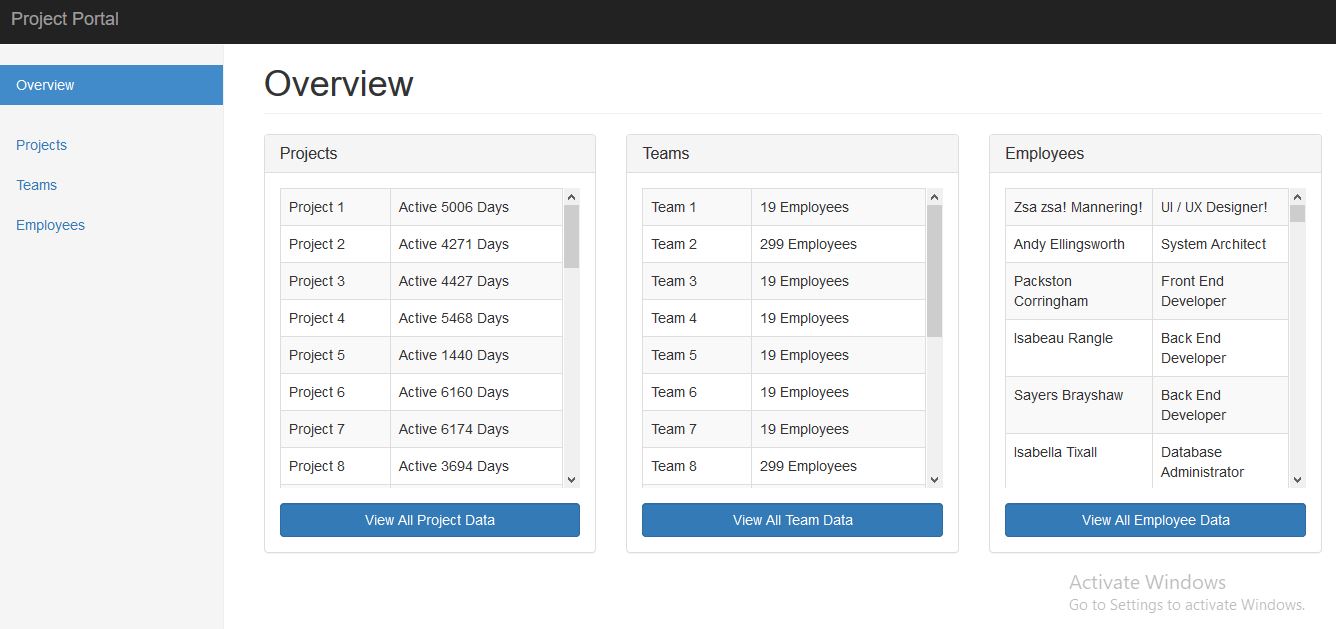 Project Portal
Overview
Projects
Teams
Employees
Overview
Projects
Project 1 Active 5006 Days
Project 2 Active 4271 Days
Project 3 Active 4427 Days
Project 4 Active 5468 Days
Project 5 Active 1440 Days
Project 6 Active 6160 Days
Project 7 Active 6174 Days
Project 8 Active 3694 Days
View All Project Data
Teams
Team 1 19 Employees
Team 2 299 Employees
Team 3 19 Employees
Team 4 19 Employees
Team 5 19 Employees
Team 6 19 Employees
Team 7 19 Employees
Team 8 299 Employees
View All Team Data
Employees
Zsa zsa! Mannering! UI / UX Designer!
Andy Ellingsworth System Architect
Packston Front End
Corringham Developer
Isabeau Rangle Back End
Developer
Sayers Brayshaw Back End
Developer
Isabella Tixall Database
Administrator
View All Employee Data
Activate Windows
Go to Settings to activate Windows.